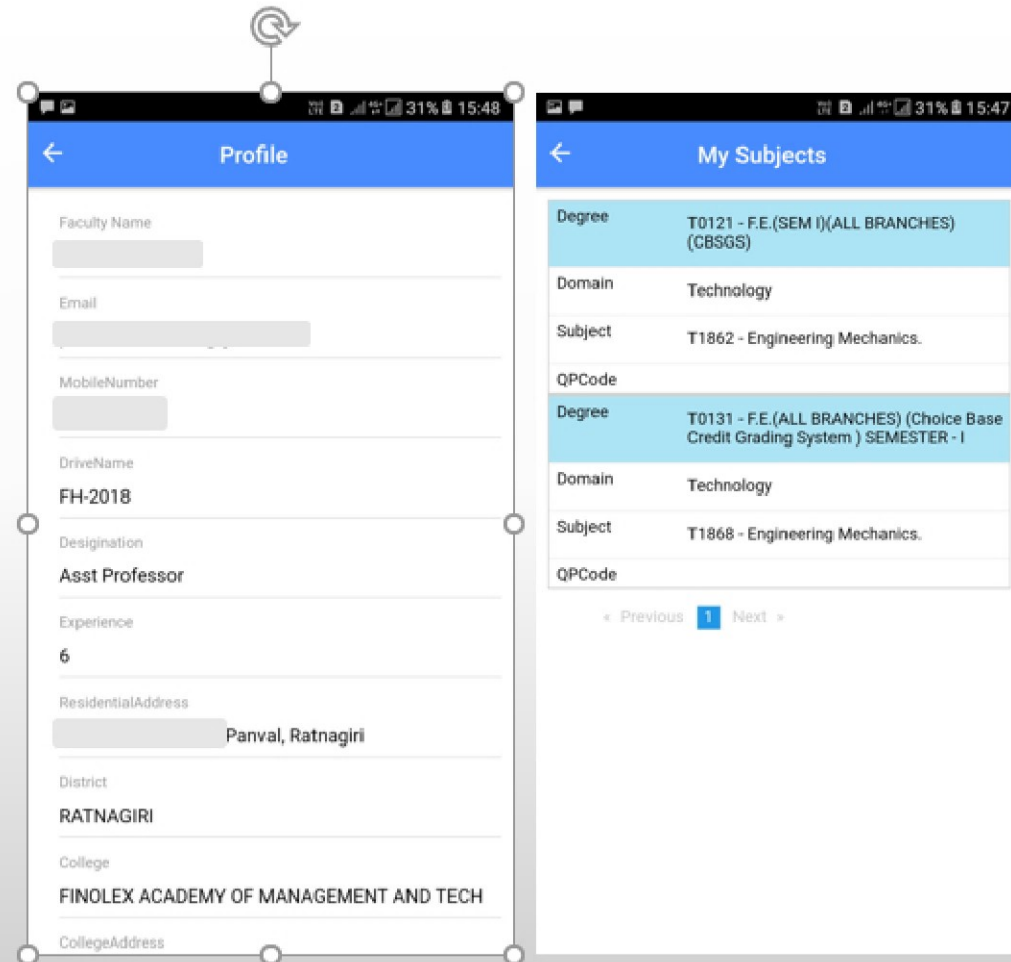 31% 15:48
Profile
Faculty Name
Email
MobileNumber
DriveName
FH-2018
Desigination
Asst Professor
Experience
6
ResidentialAddress
Panval, Ratnagiri
District
RATNAGIRI
College
FINOLEX ACADEMY OF MANAGEMENT AND TECH
CollegeAddress
31% 15:47
My Subjects
Degree T0121 - F.E.(SEM I)(ALL BRANCHES)
(CBSGS)
Domain Technology
Subject T1862 - Engineering Mechanics.
QPCode
Degree T0131 - F.E.(ALL BRANCHES) (Choice Base
Credit Grading System ) SEMESTER - I
Domain Technology
Subject T1868 - Engineering Mechanics.
QPCode
« Previous 1 Next »